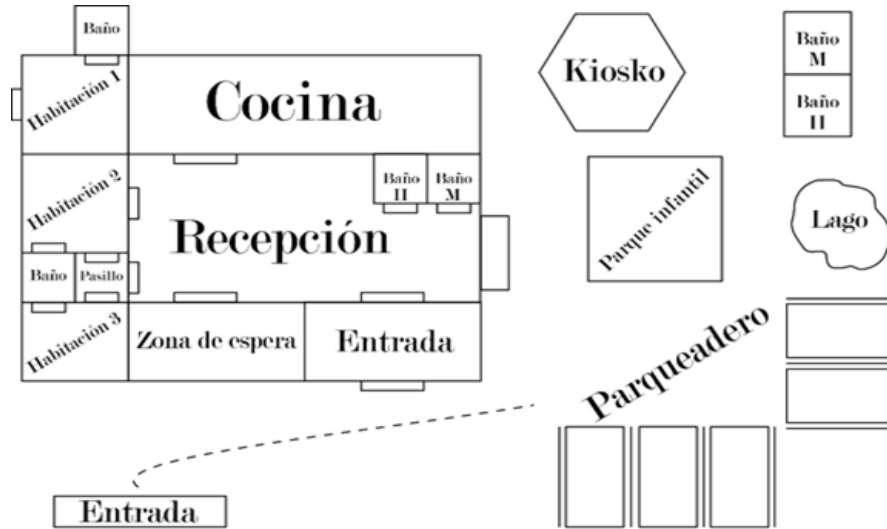 Baño
Habitación 1
Cocina
Kiosko
Baño
M
Baño
H
Habitación 2
Baño
H
Baño
M
Recepción
Parque infantil
Lago
Baño
Pasillo
Habitación 3
Zona de espera
Entrada
Parqueadero
Entrada